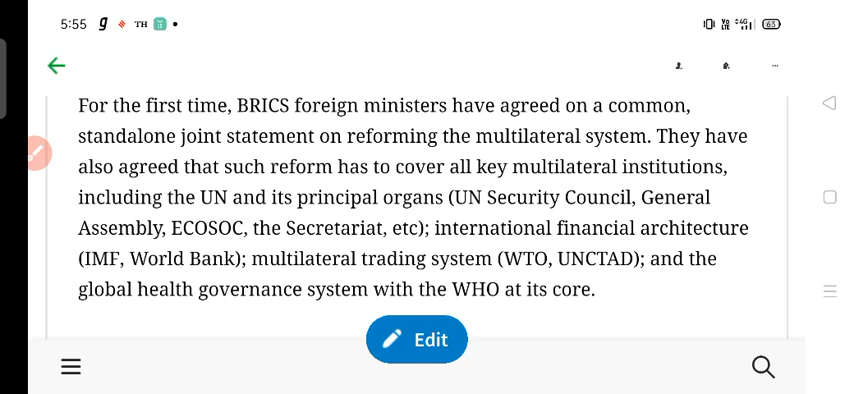 5:55 g TH
VO LTE 4G 63
For the first time, BRICS foreign ministers have agreed on a common,
standalone joint statement on reforming the multilateral system. They have
also agreed that such reform has to cover all key multilateral institutions,
including the UN and its principal organs (UN Security Council, General
Assembly, ECOSOC, the Secretariat, etc); international financial architecture
(IMF, World Bank); multilateral trading system (WTO, UNCTAD); and the
global health governance system with the WHO at its core.
Edit